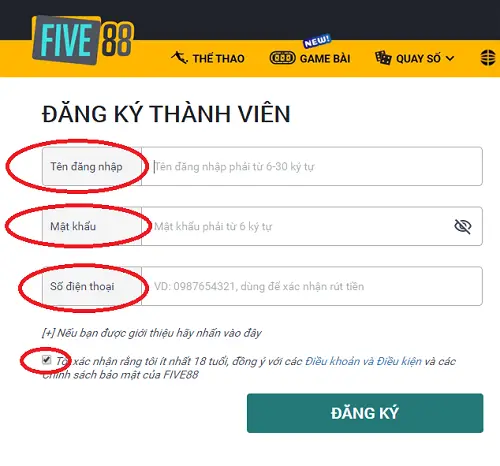 FIVE 88
NEW!
THỂ THAO GAME BÀI QUAY SỐ
ĐĂNG KÝ THÀNH VIÊN
Tên đăng nhập Tên đăng nhập phải từ 6-30 ký tự
Mật khẩu Mật khẩu phải từ 6 ký tự
Số điện thoại VD: 0987654321, dùng để xác nhận rút tiền
[+] Nếu bạn được giới thiệu hãy nhấn vào đây
Tôi xác nhận rằng tôi ít nhất 18 tuổi, đồng ý với các Điều khoản và Điều kiện và các
Chính sách bảo mật của FIVE88
ĐĂNG KÝ